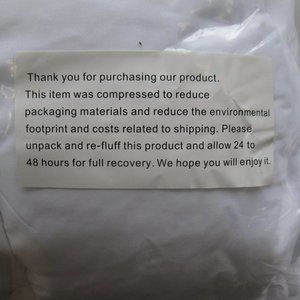 Thank you for purchasing our product.
This item was compressed to reduce
packaging materials and reduce the environmental
footprint and costs related to shipping. Please
unpack and re-fluff this product and allow 24 to
48 hours for full recovery. We hope you will enjoy it.